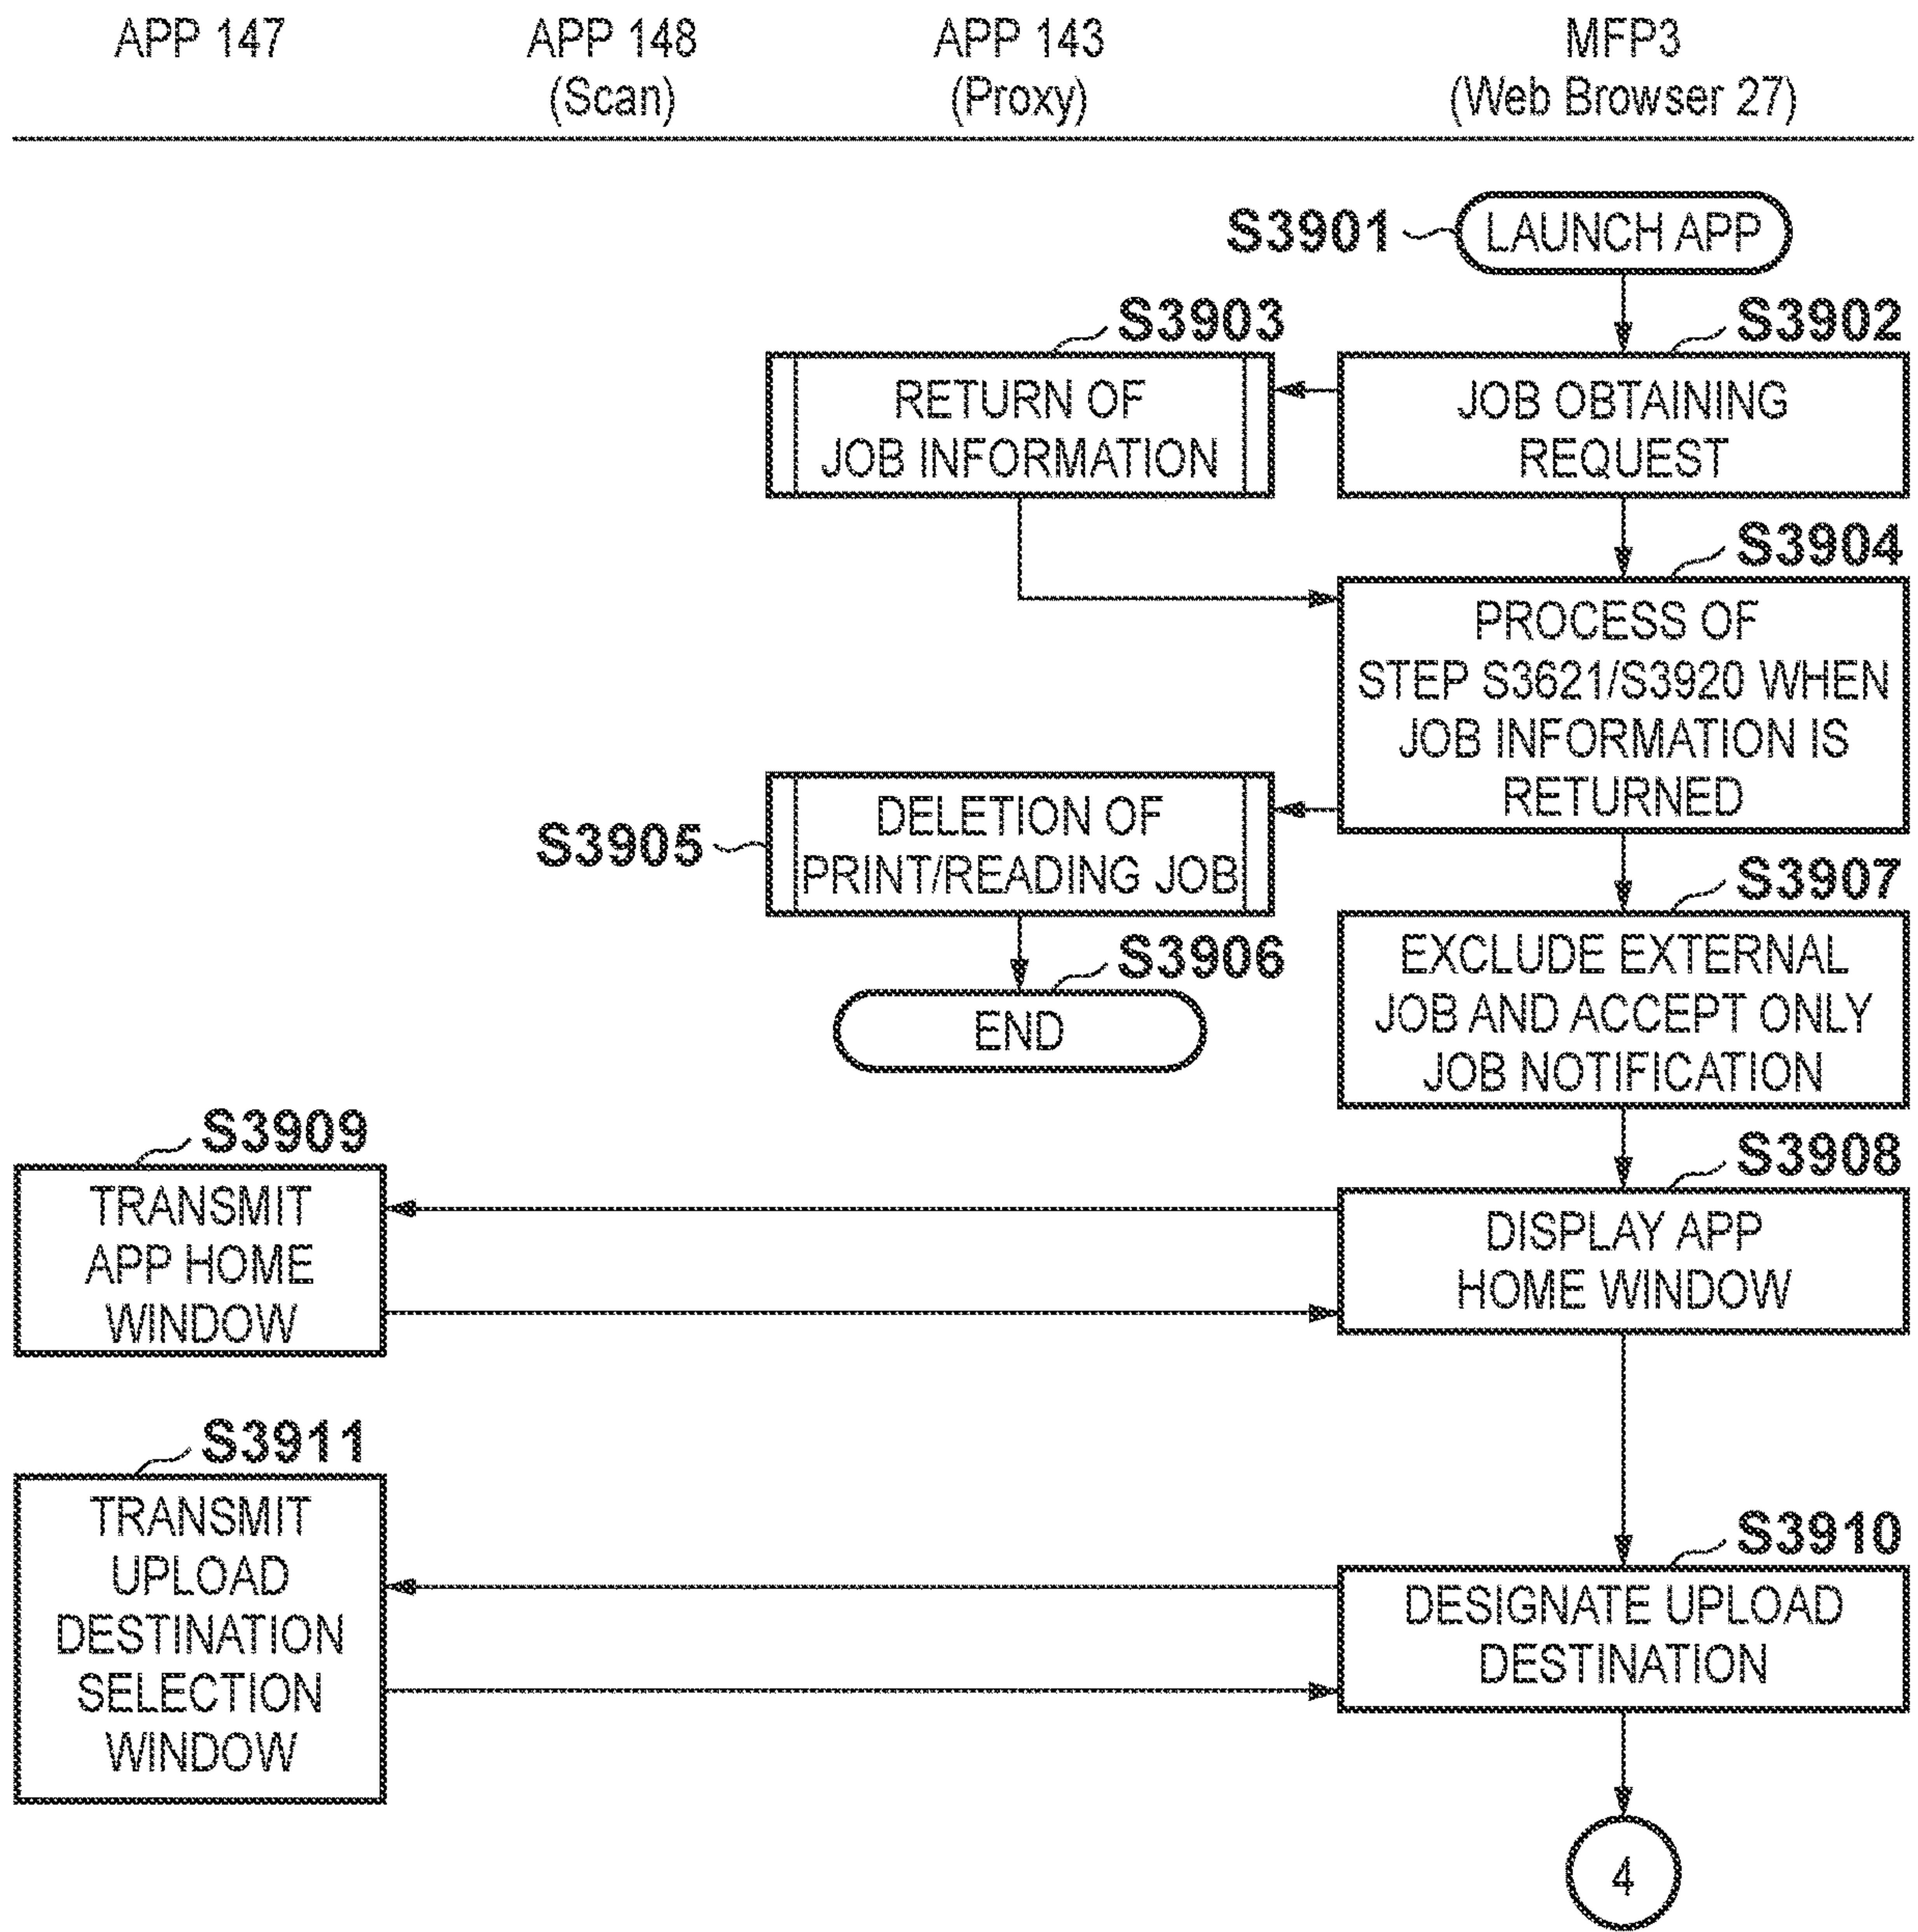 APP 147
APP 148
(Scan)
APP 143
(Proxy)
MFP3
(Web Browser 27)
S3901
LAUNCH APP
S3903
RETURN OF
JOB INFORMATION
S3902
JOB OBTAINING
REQUEST
S3904
PROCESS OF
STEP S3621/S3920 WHEN
JOB INFORMATION IS
RETURNED
S3905
DELETION OF
PRINT/READING JOB
S3906
END
S3907
EXCLUDE EXTERNAL
JOB AND ACCEPT ONLY
JOB NOTIFICATION
S3909
TRANSMIT
APP HOME
WINDOW
S3908
DISPLAY APP
HOME WINDOW
S3911
TRANSMIT
UPLOAD
DESTINATION
SELECTION
WINDOW
S3910
DESIGNATE UPLOAD
DESTINATION
4